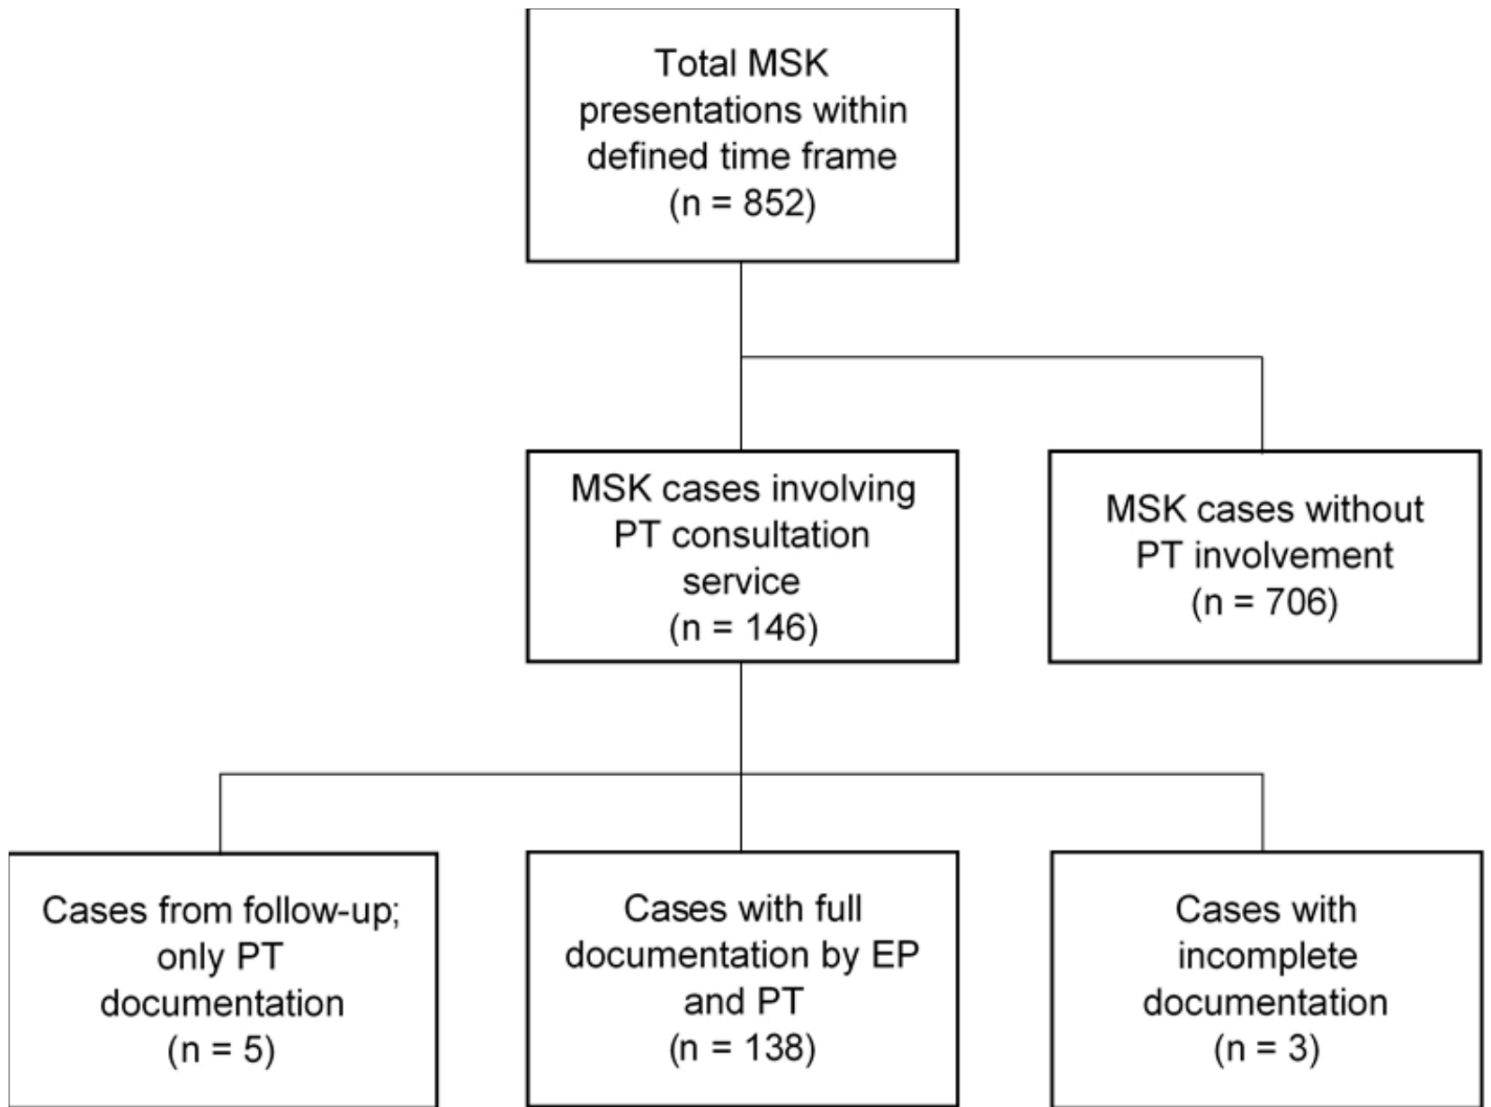 Total MSK
presentations within
defined time frame
(n = 852)
MSK cases involving
PT consultation
service
(n = 146)
MSK cases without
PT involvement
(n = 706)
Cases from follow-up;
only PT
documentation
(n = 5)
Cases with full
documentation by EP
and PT
(n = 138)
Cases with
incomplete
documentation
(n = 3)